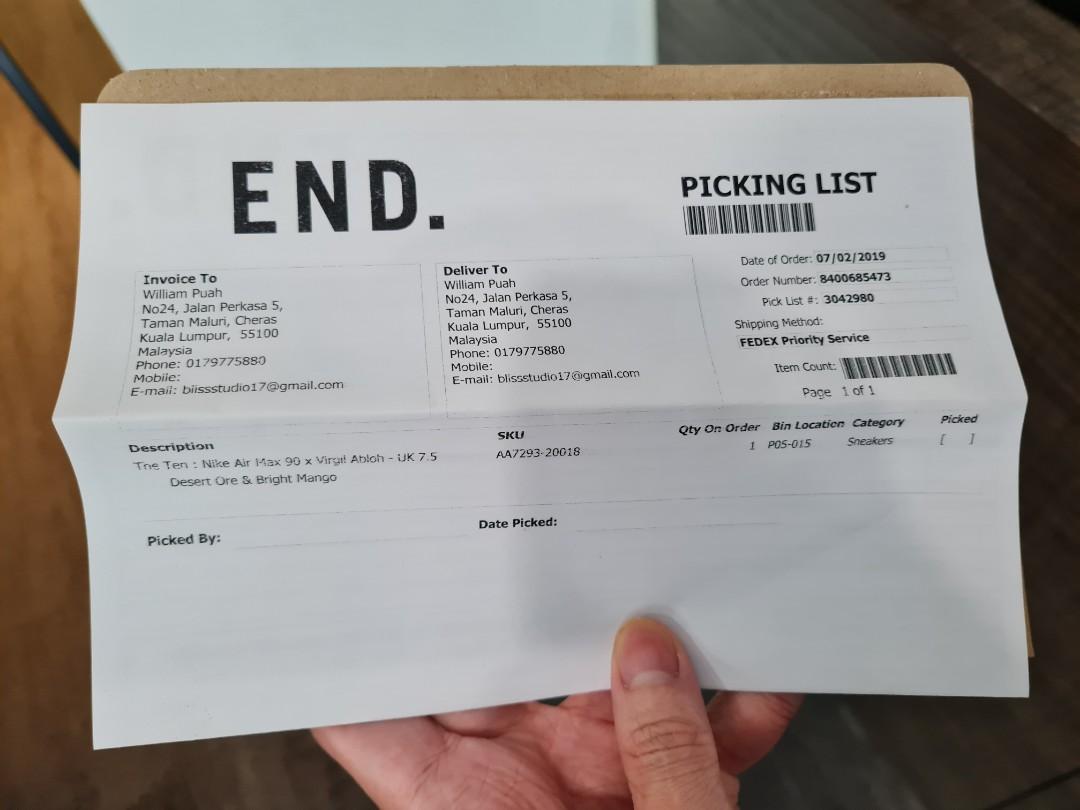 END.
PICKING LIST
Invoice To
William Puah
No24, Jalan Perkasa 5,
Taman Maluri, Cheras
Kuala Lumpur, 55100
Malaysia
Phone: 0179775880
Mobile:
E-mail: blissstudio17@gmail.com
Deliver To
William Puah
No24, Jalan Perkasa 5,
Taman Maluri, Cheras
Kuala Lumpur, 55100
Malaysia
Phone: 0179775880
Mobile:
E-mail: blissstudio17@gmail.com
Date of Order: 07/02/2019
Order Number: 8400685473
Pick List #: 3042980
Shipping Method:
FEDEX Priority Service
Item Count:
Page 1 of 1
Description SKU Qty On Order Bin Location Category Picked
The Ten : Nike Air Max 90 x Virgil Abloh - UK 7.5 AA7293-20018 1 P05-015 Sneakers [ ]
Desert Ore & Bright Mango
Picked By: Date Picked: